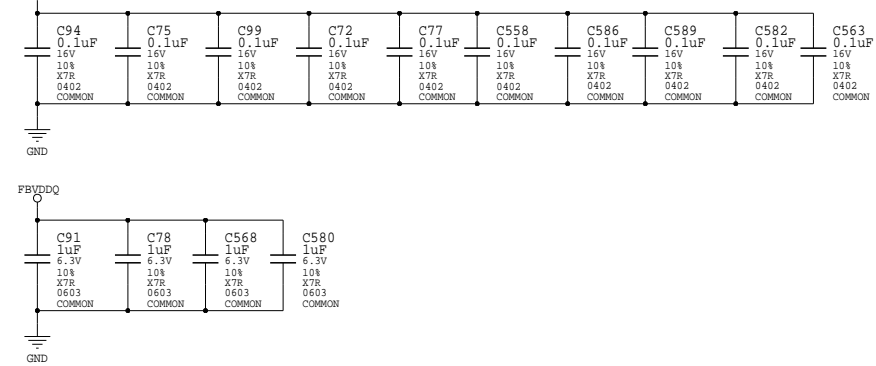 C94 C75 C99 C72 C77 C558 C586 C589 C582 C563
0.1uF 0.1uF 0.1uF 0.1uF 0.1uF 0.1uF 0.1uF 0.1uF 0.1uF 0.1uF
16V 16V 16V 16V 16V 16V 16V 16V 16V 16V
10% 10% 10% 10% 10% 10% 10% 10% 10% 10%
X7R X7R X7R X7R X7R X7R X7R X7R X7R X7R
0402 0402 0402 0402 0402 0402 0402 0402 0402 0402
COMMON COMMON COMMON COMMON COMMON COMMON COMMON COMMON COMMON COMMON
GND
FBVDDQ
C91 C78 C568 C580
1uF 1uF 1uF 1uF
6.3V 6.3V 6.3V 6.3V
10% 10% 10% 10%
X7R X7R X7R X7R
0603 0603 0603 0603
COMMON COMMON COMMON COMMON
GND